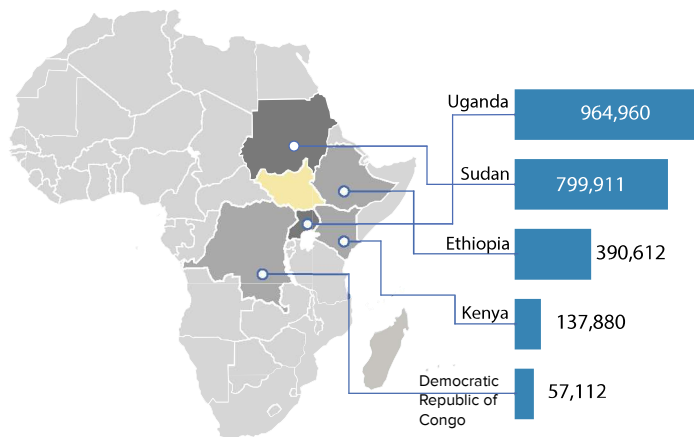 Uganda
964,960
Sudan
799,911
Ethiopia
390,612
Kenya
137,880
Democratic
Republic of
Congo
57,112